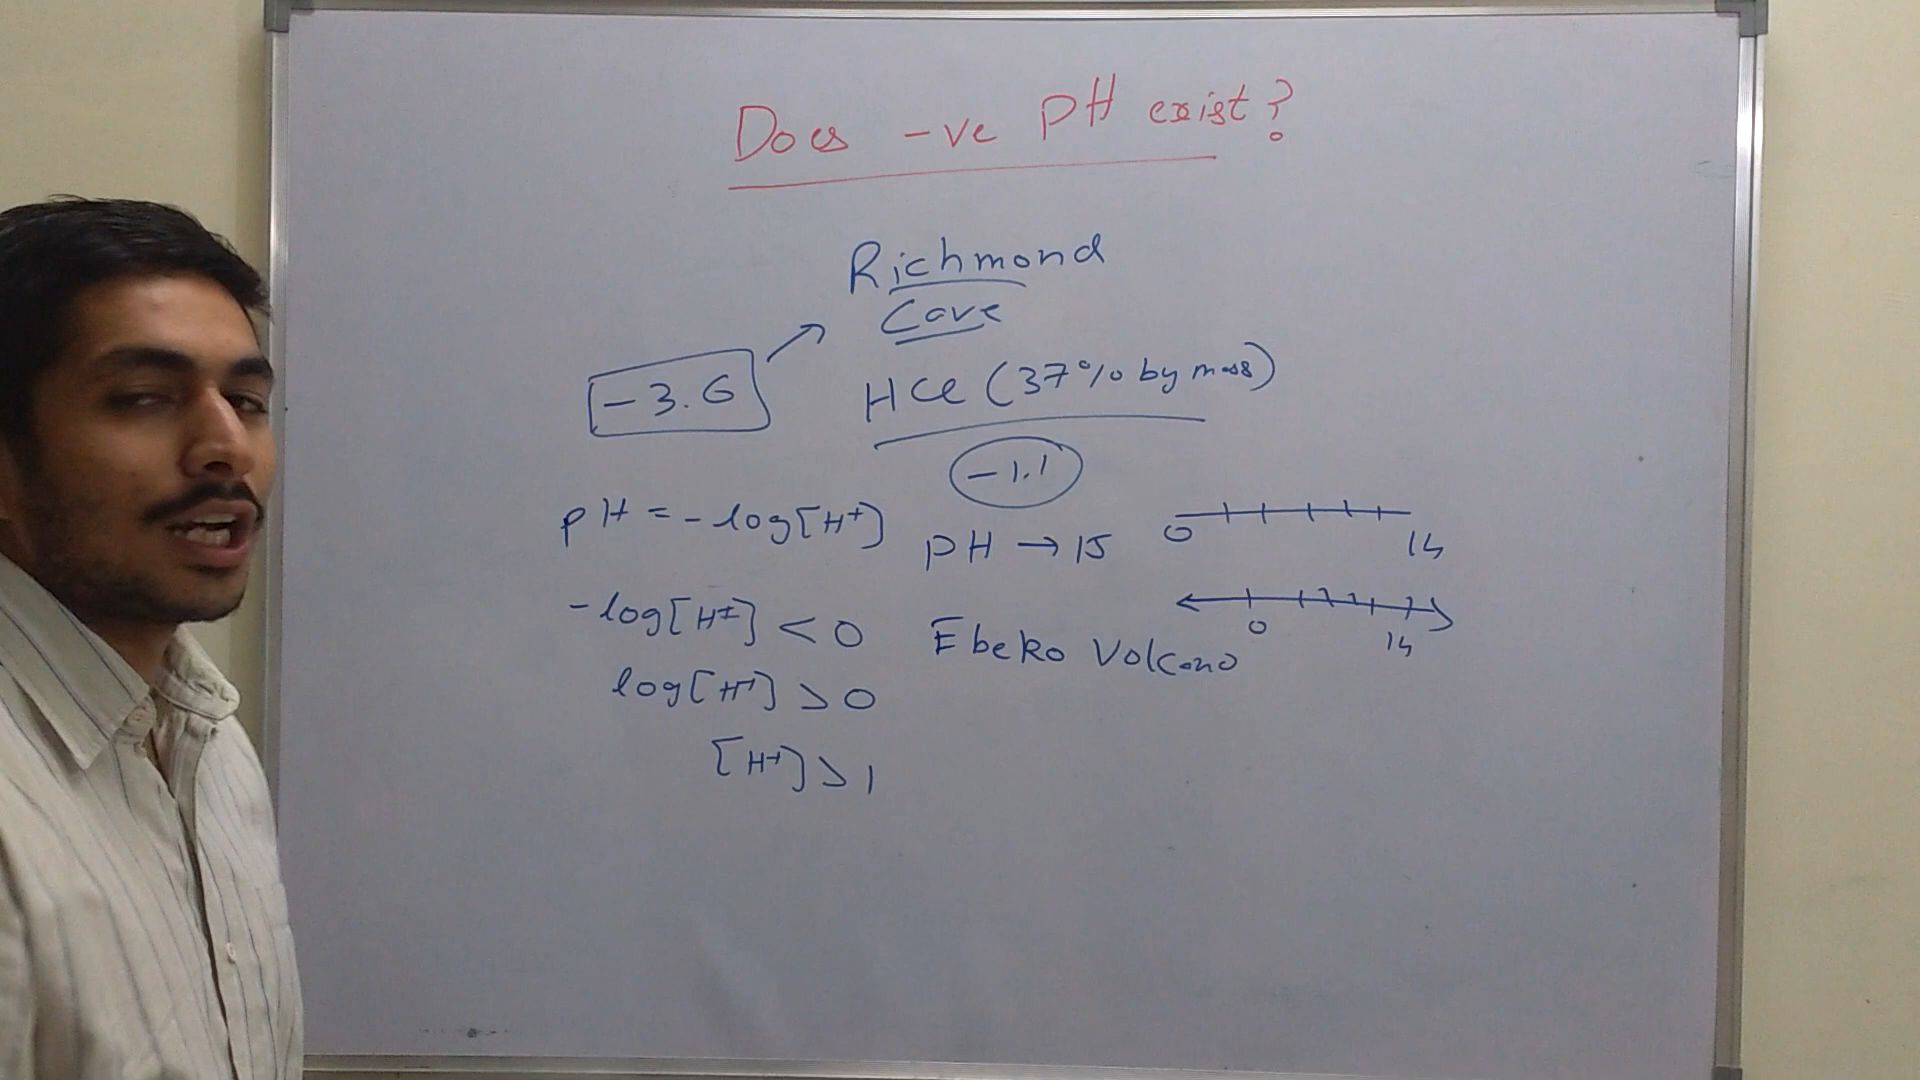 Does -ve pH exist?
Richmond
Cave
-3.6
HCl (37% by mass)
-1.1
pH = -log[H+]
pH → 15
0 14
-log[H+] < 0
0 14
Ebeko Volcano
log[H+] > 0
[H+] > 1